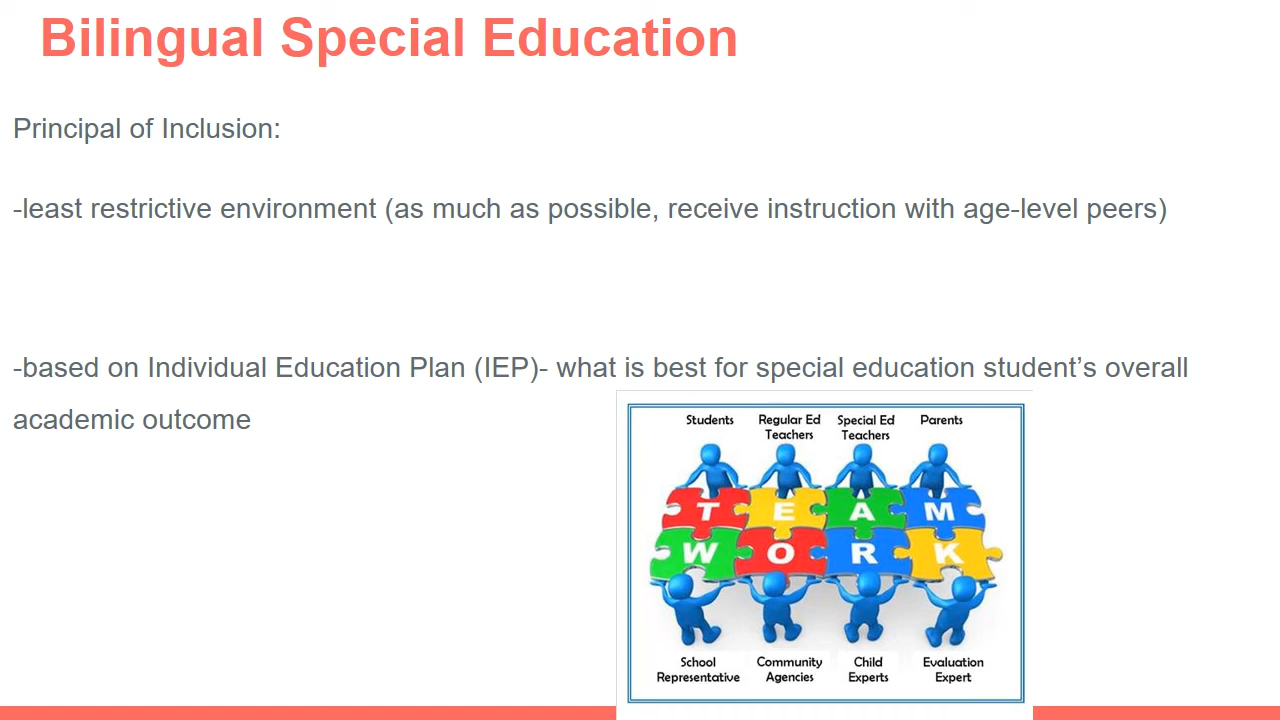 Bilingual Special Education
Principal of Inclusion:
-least restrictive environment (as much as possible, receive instruction with age-level peers)
-based on Individual Education Plan (IEP)- what is best for special education student’s overall
academic outcome
Students
Regular Ed
Teachers
Special Ed
Teachers
Parents
T E A M
W O R K
School
Representative
Community
Agencies
Child
Experts
Evaluation
Expert